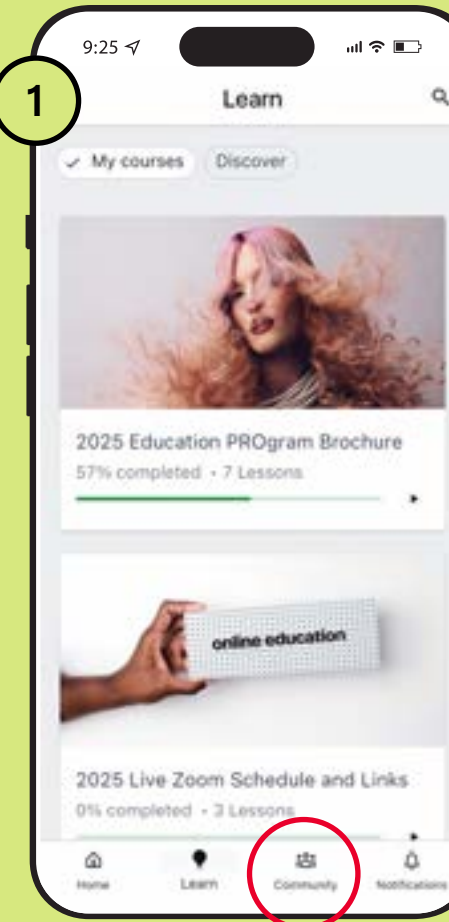 9:25
1
Learn
My courses
Discover
2025 Education PROgram Brochure
57% completed • 7 Lessons
online education
2025 Live Zoom Schedule and Links
0% completed • 3 Lessons
Home
Learn
Community
Notifications